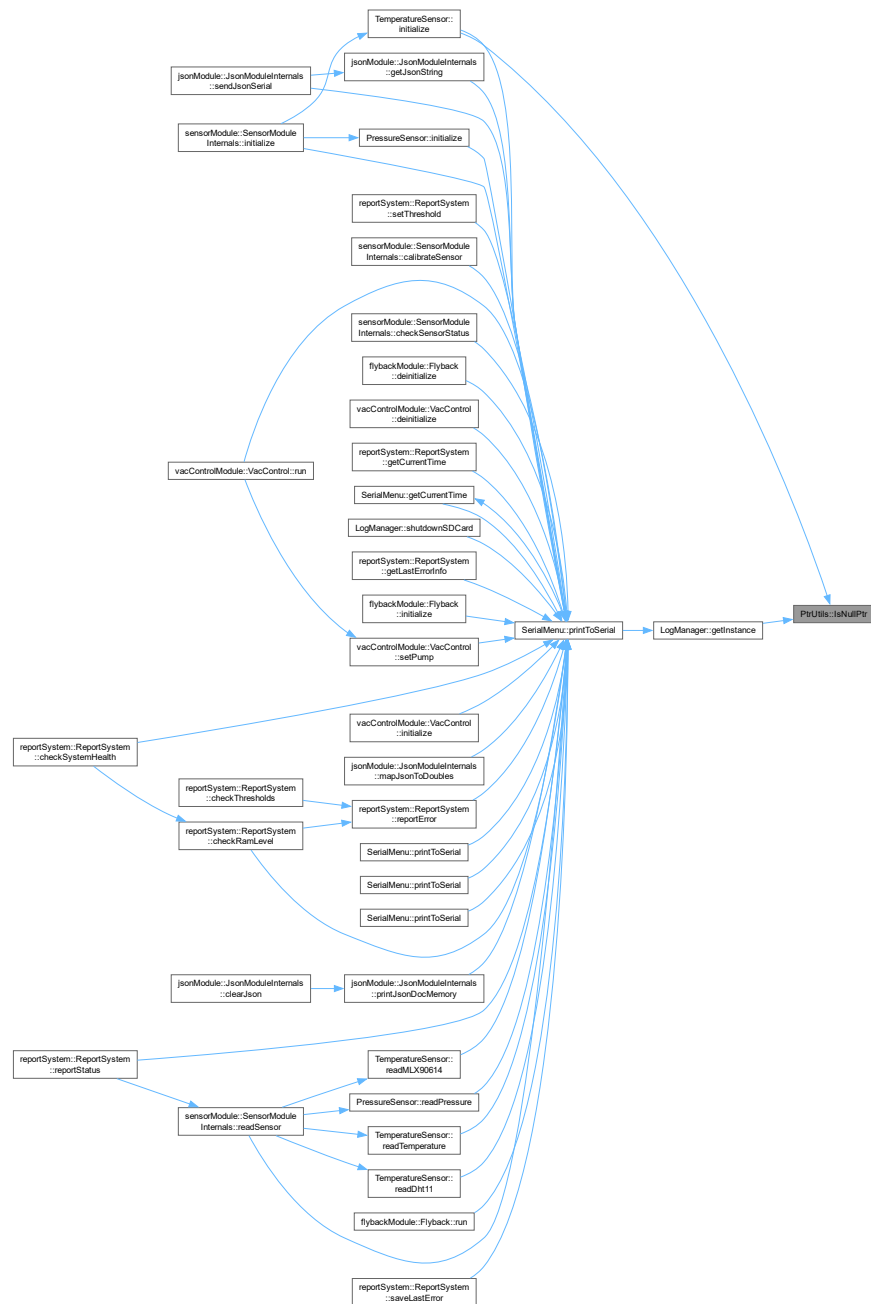 TemperatureSensor::
initialize
jsonModule::JsonModuleInternals
::getJsonString
jsonModule::JsonModuleInternals
::sendJsonSerial
sensorModule::SensorModule
Internals::initialize
PressureSensor::initialize
reportSystem::ReportSystem
::setThreshold
sensorModule::SensorModule
Internals::calibrateSensor
sensorModule::SensorModule
Internals::checkSensorStatus
flybackModule::Flyback
::deinitialize
vacControlModule::VacControl
::deinitialize
reportSystem::ReportSystem
::getCurrentTime
vacControlModule::VacControl::run
SerialMenu::getCurrentTime
LogManager::shutdownSDCard
reportSystem::ReportSystem
::getLastErrorInfo
flybackModule::Flyback
::initialize
PtrUtils::IsNullPtr
SerialMenu::printToSerial
LogManager::getInstance
vacControlModule::VacControl
::setPump
vacControlModule::VacControl
::initialize
reportSystem::ReportSystem
::checkSystemHealth
jsonModule::JsonModuleInternals
::mapJsonToDoubles
reportSystem::ReportSystem
::checkThresholds
reportSystem::ReportSystem
::reportError
reportSystem::ReportSystem
::checkRamLevel
SerialMenu::printToSerial
SerialMenu::printToSerial
SerialMenu::printToSerial
jsonModule::JsonModuleInternals
::clearJson
jsonModule::JsonModuleInternals
::printJsonDocMemory
reportSystem::ReportSystem
::reportStatus
TemperatureSensor::
readMLX90614
PressureSensor::readPressure
sensorModule::SensorModule
Internals::readSensor
TemperatureSensor::
readTemperature
TemperatureSensor::
readDht11
flybackModule::Flyback::run
reportSystem::ReportSystem
::saveLastError